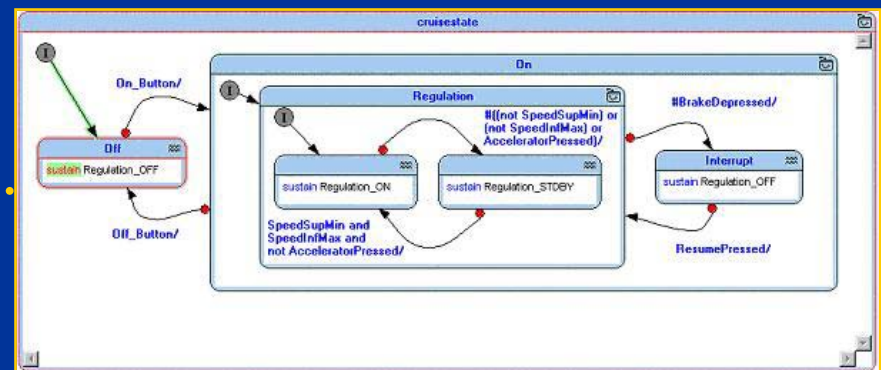 cruisestate
I
On
On_Button/
I
Regulation
#BrakeDepressed/
I
#((not SpeedSupMin) or
(not SpeedInfMax) or
AcceleratorPressed)/
Off
sustain Regulation_OFF
Interrupt
sustain Regulation_OFF
sustain Regulation_ON
sustain Regulation_STDBY
Off_Button/
SpeedSupMin and
SpeedInfMax and
not AcceleratorPressed/
ResumePressed/